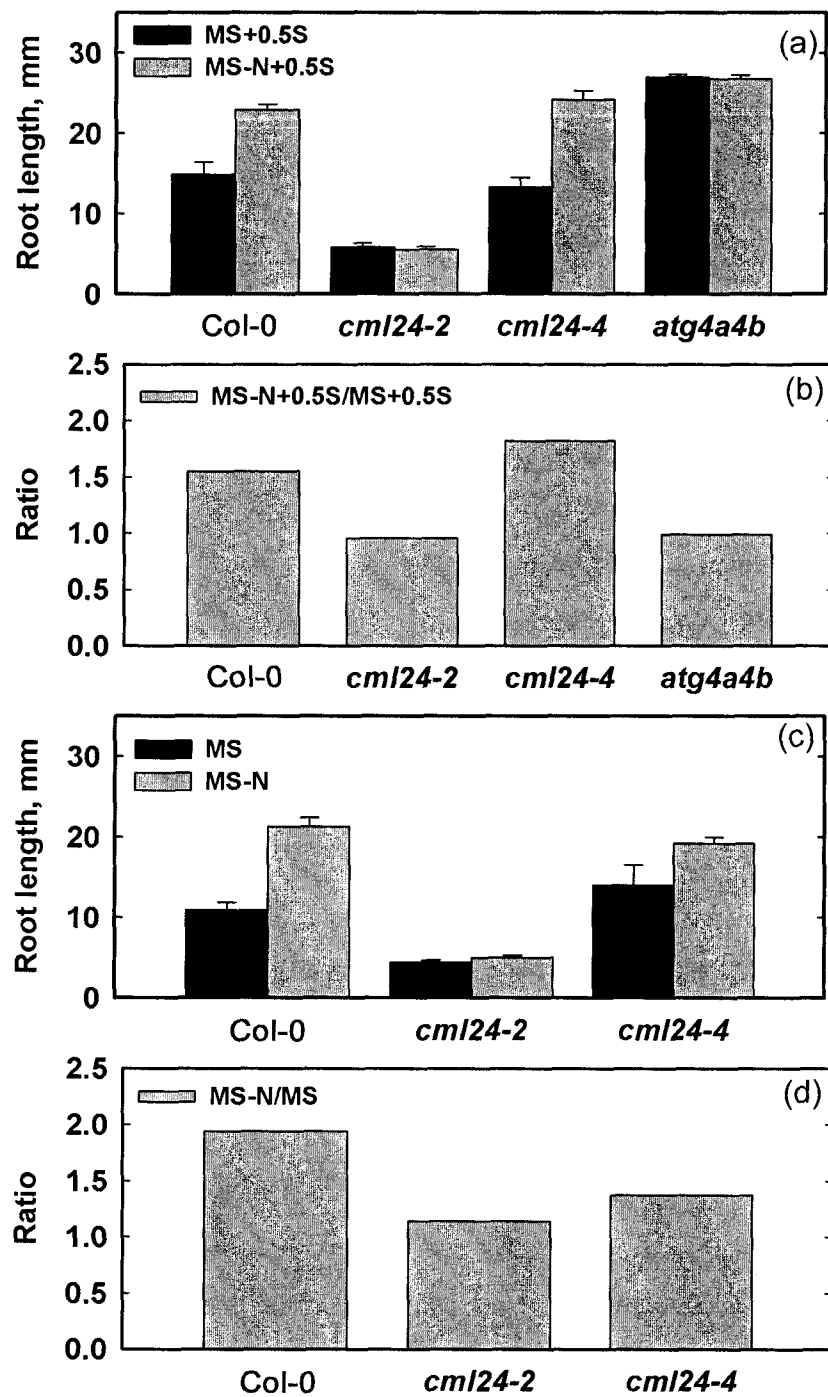 (a)
MS+0.5S
MS-N+0.5S
Root length, mm
30
20
10
0
Col-0 cml24-2 cml24-4 atg4a4b
(b)
MS-N+0.5S/MS+0.5S
Ratio
2.5
2.0
1.5
1.0
0.5
0.0
Col-0 cml24-2 cml24-4 atg4a4b
(c)
MS
MS-N
Root length, mm
30
20
10
0
Col-0 cml24-2 cml24-4
(d)
MS-N/MS
Ratio
2.5
2.0
1.5
1.0
0.5
0.0
Col-0 cml24-2 cml24-4